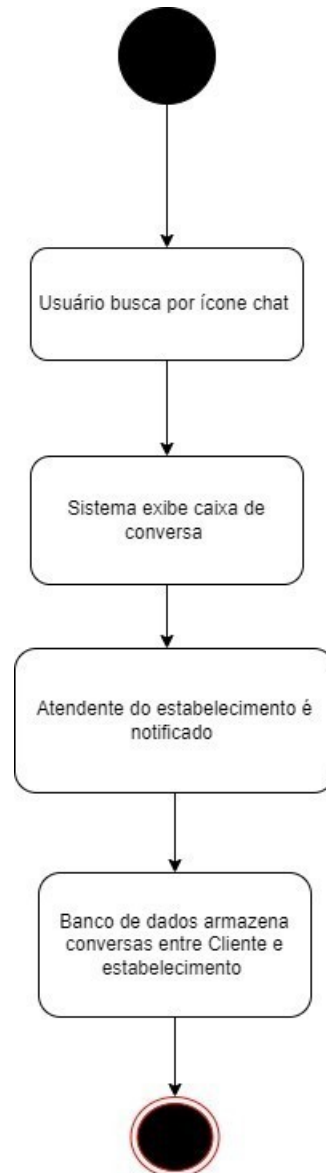 Usuário busca por ícone chat
Sistema exibe caixa de
conversa
Atendente do estabelecimento é
notificado
Banco de dados armazena
conversas entre Cliente e
estabelecimento